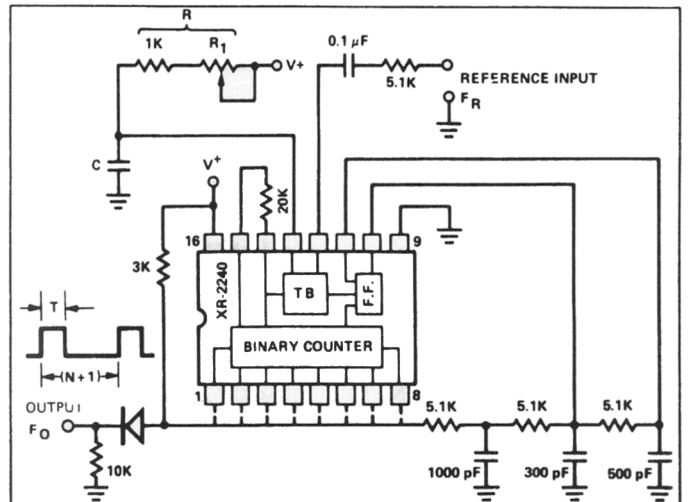 R
1K
R1
V+
0.1 µF
5.1K
REFERENCE INPUT
FR
C
V+
20K
16
9
3K
XR-2240
TB
F.F.
T
BINARY COUNTER
(N+1)
1
8
OUTPUT
FO
10K
5.1K
5.1K
5.1K
1000 pF
300 pF
500 pF